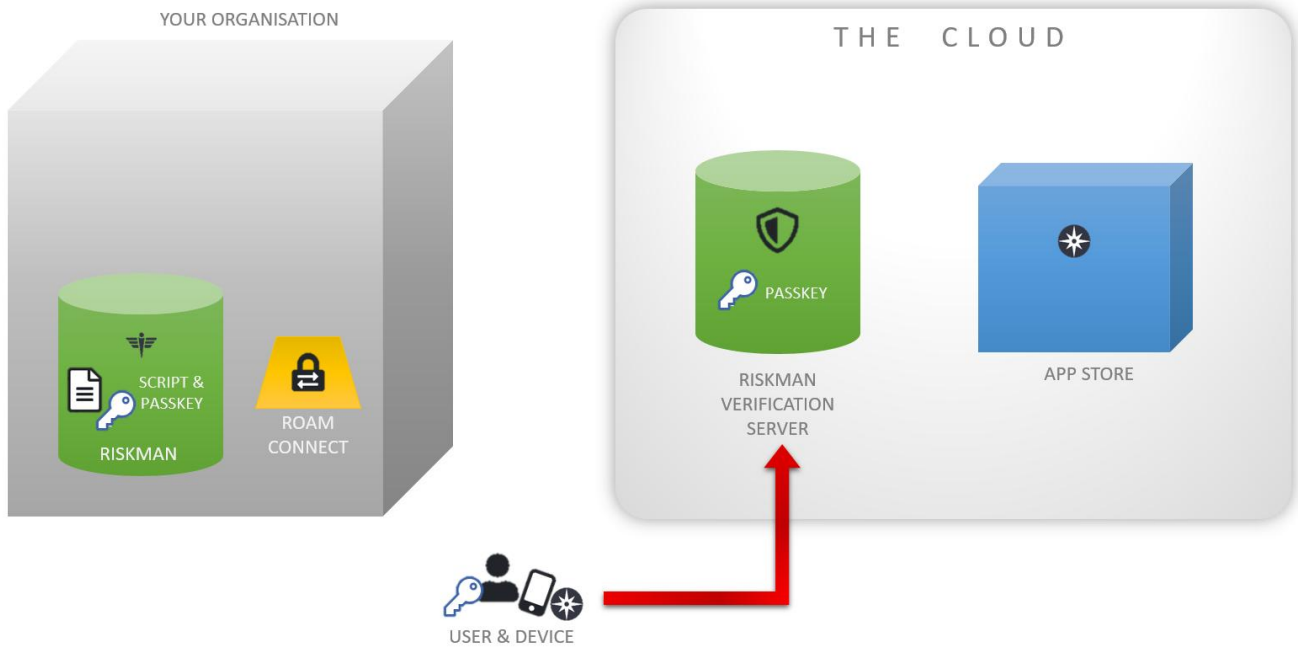 YOUR ORGANISATION
THE CLOUD
PASSKEY
SCRIPT &
PASSKEY
RISKMAN
ROAM
CONNECT
RISKMAN
VERIFICATION
SERVER
APP STORE
USER & DEVICE